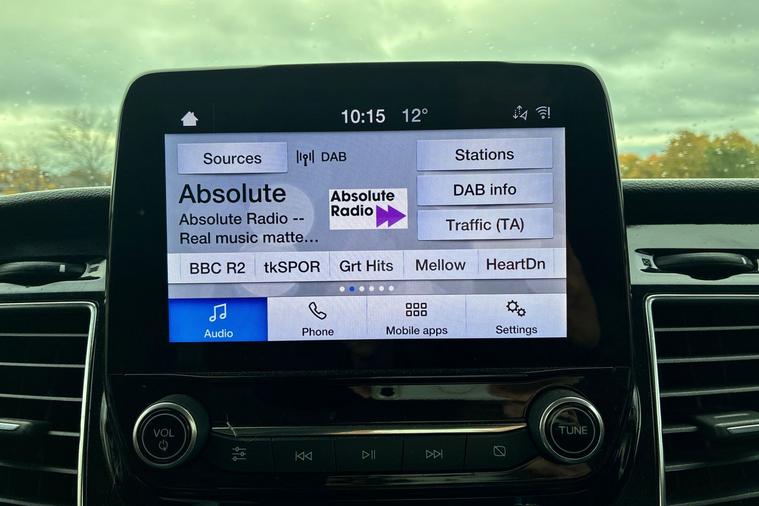 10:15 12°
Sources
DAB
Stations
Absolute
Absolute Radio --
Real music matte...
Absolute
Radio
DAB info
Traffic (TA)
BBC R2
tkSPOR
Grt Hits
Mellow
HeartDn
Audio
Phone
Mobile apps
Settings
VOL
TUNE